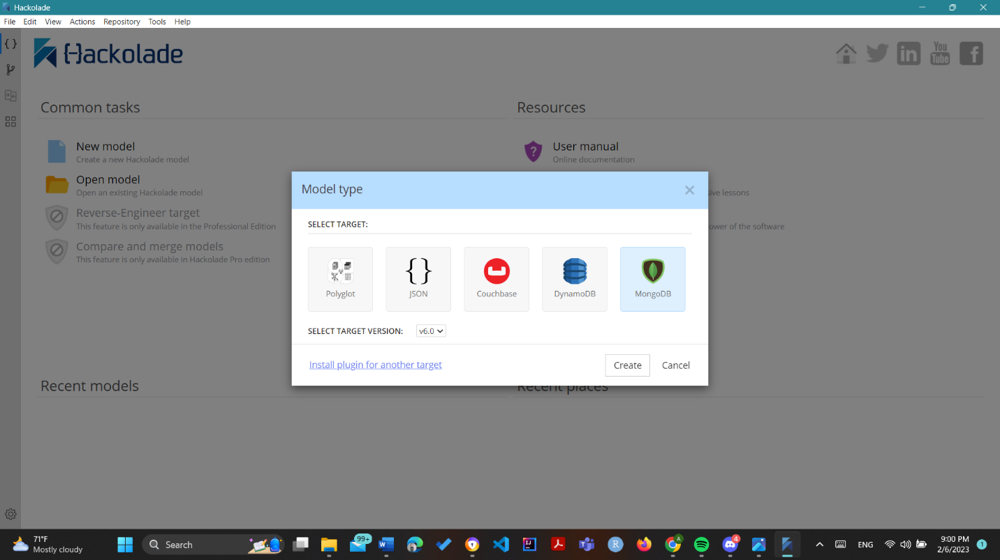 Hackolade
File Edit View Actions Repository Tools Help
{-}ackolade
You
Tube
Common tasks
New model
Create a new Hackolade model
Open model
Open an existing Hackolade model
Reverse-Engineer target
This feature is only available in the Professional Edition
Compare and merge models
This feature is only available in Hackolade Pro edition
Resources
User manual
Online documentation
sive lessons
ower of the software
Model type
SELECT TARGET:
Polyglot
{ }
JSON
Couchbase
DynamoDB
MongoDB
SELECT TARGET VERSION: v6.0
Install plugin for another target
Create Cancel
Recent models
Recent places
71°F
Mostly cloudy
Search
99+
4
ENG
9:00 PM
2/6/2023
1